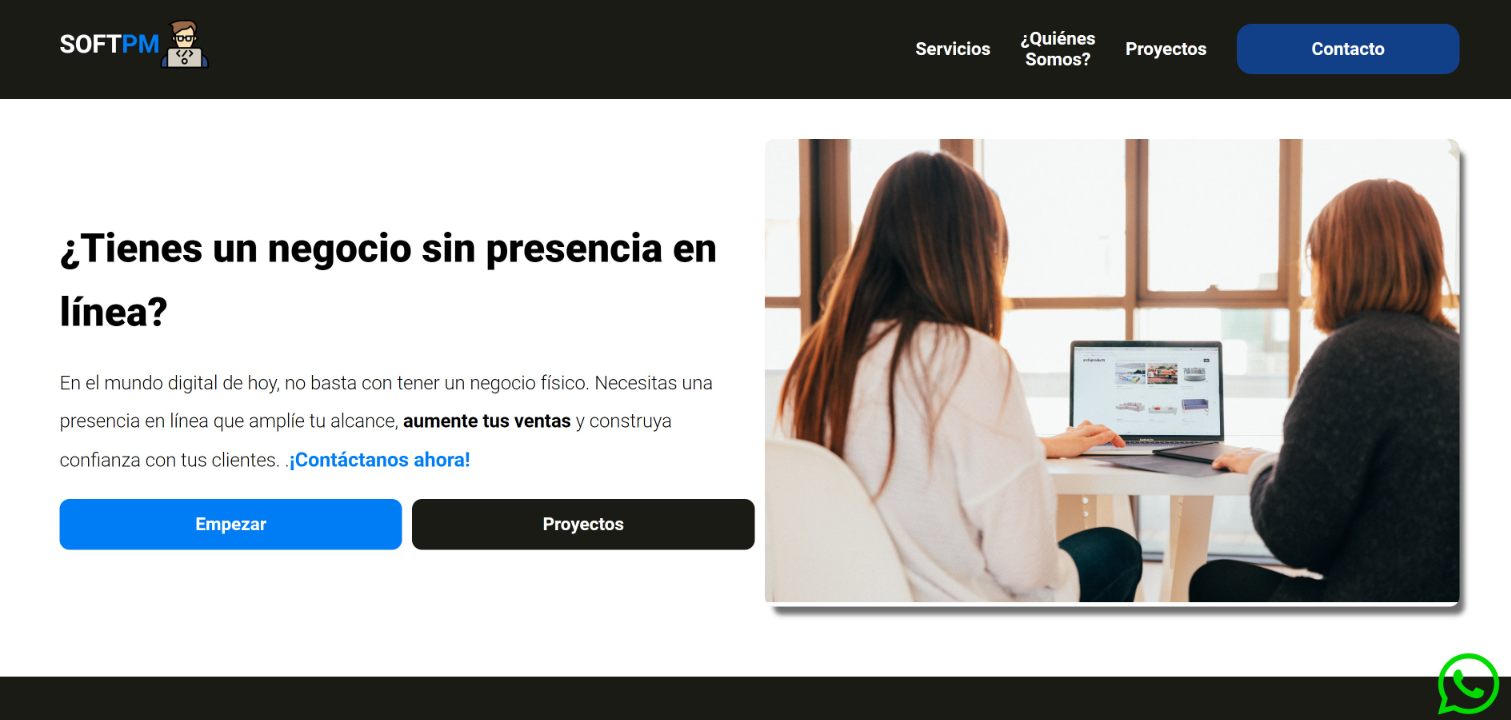 SOFTPM
Servicios
¿Quiénes
Somos?
Proyectos
Contacto
¿Tienes un negocio sin presencia en
línea?
En el mundo digital de hoy, no basta con tener un negocio físico. Necesitas una
presencia en línea que amplíe tu alcance, aumente tus ventas y construya
confianza con tus clientes. .¡Contáctanos ahora!
Empezar
Proyectos